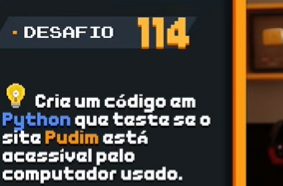 · DESAFIO 114
Crie um código em
Python que teste se o
site Pudim está
acessível pelo
computador usado.